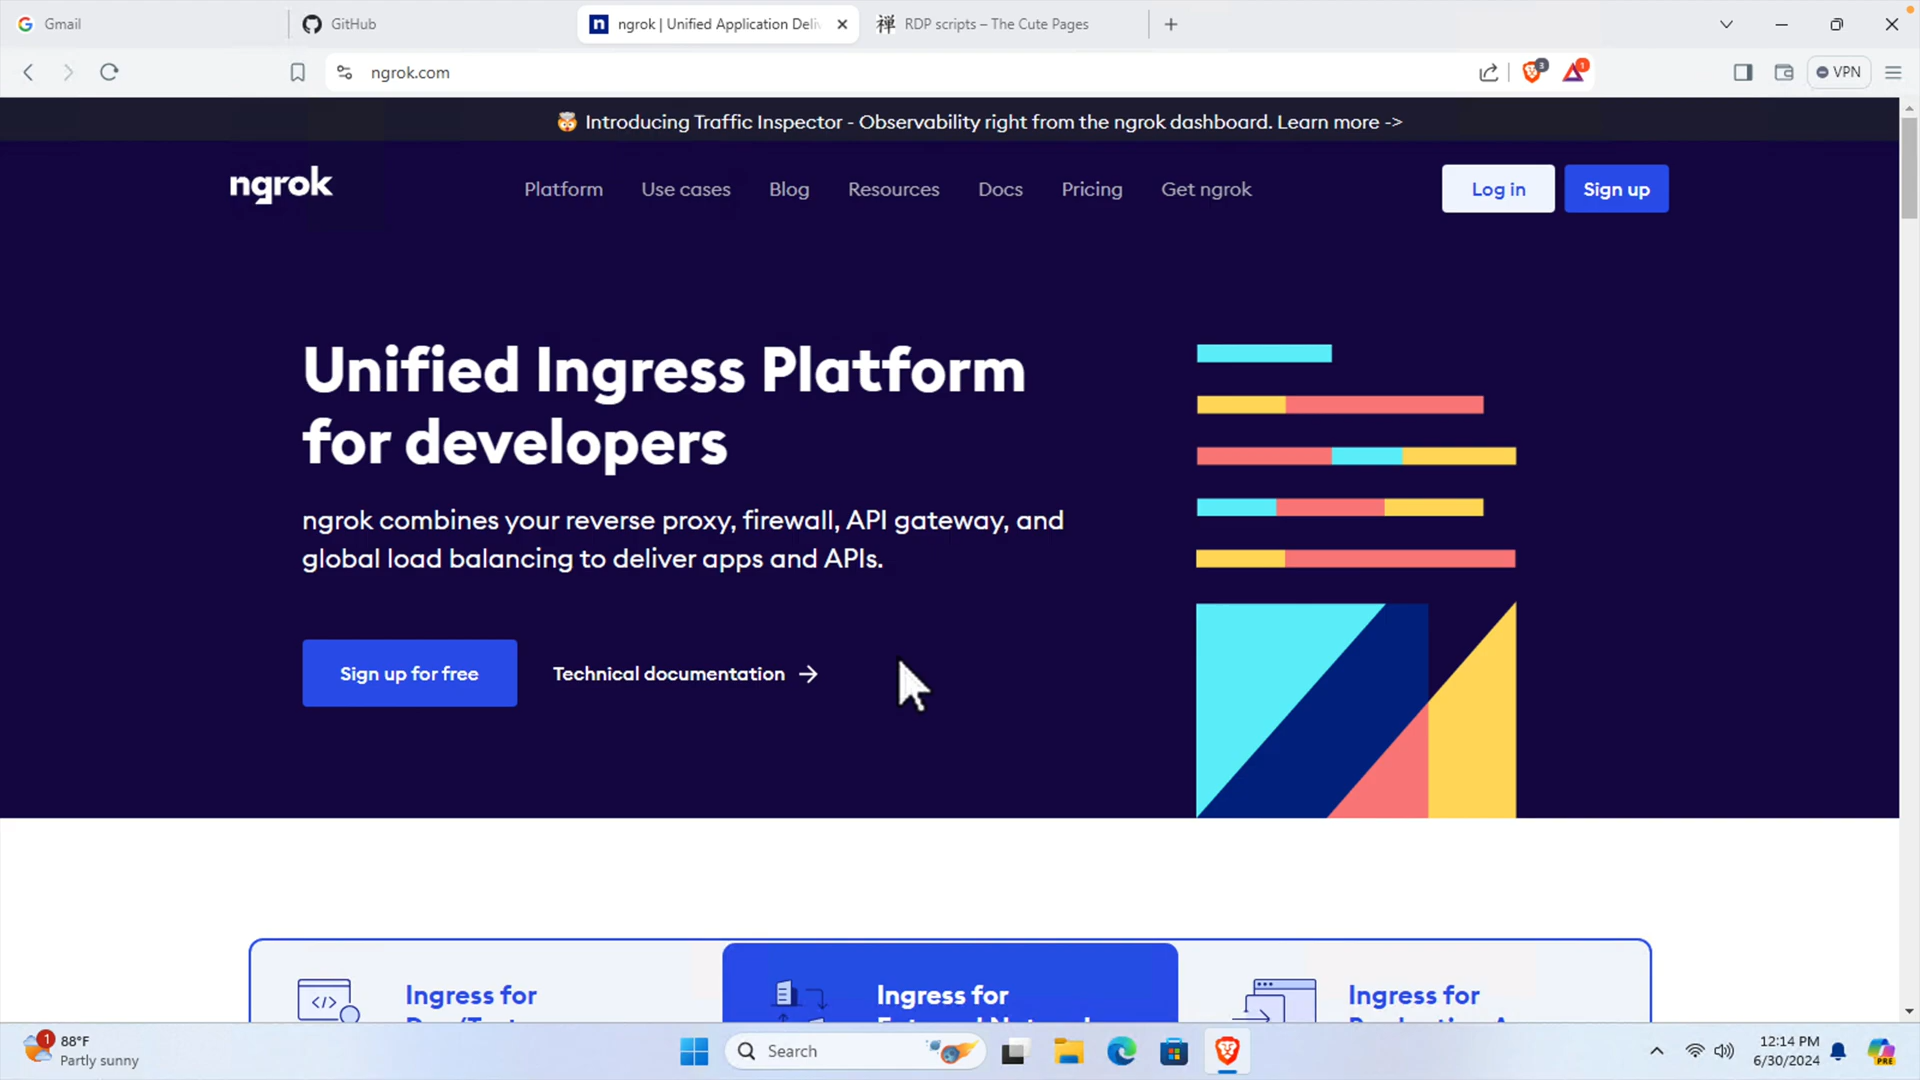 Gmail
GitHub
ngrok | Unified Application Deli
RDP scripts – The Cute Pages
ngrok.com
3
1
VPN
🤯 Introducing Traffic Inspector - Observability right from the ngrok dashboard. Learn more ->
ngrok
Platform
Use cases
Blog
Resources
Docs
Pricing
Get ngrok
Log in
Sign up
Unified Ingress Platform
for developers
ngrok combines your reverse proxy, firewall, API gateway, and
global load balancing to deliver apps and APIs.
Sign up for free
Technical documentation →
Ingress for
Ingress for
Ingress for
1
88°F
Partly sunny
Search
12:14 PM
6/30/2024
PRE